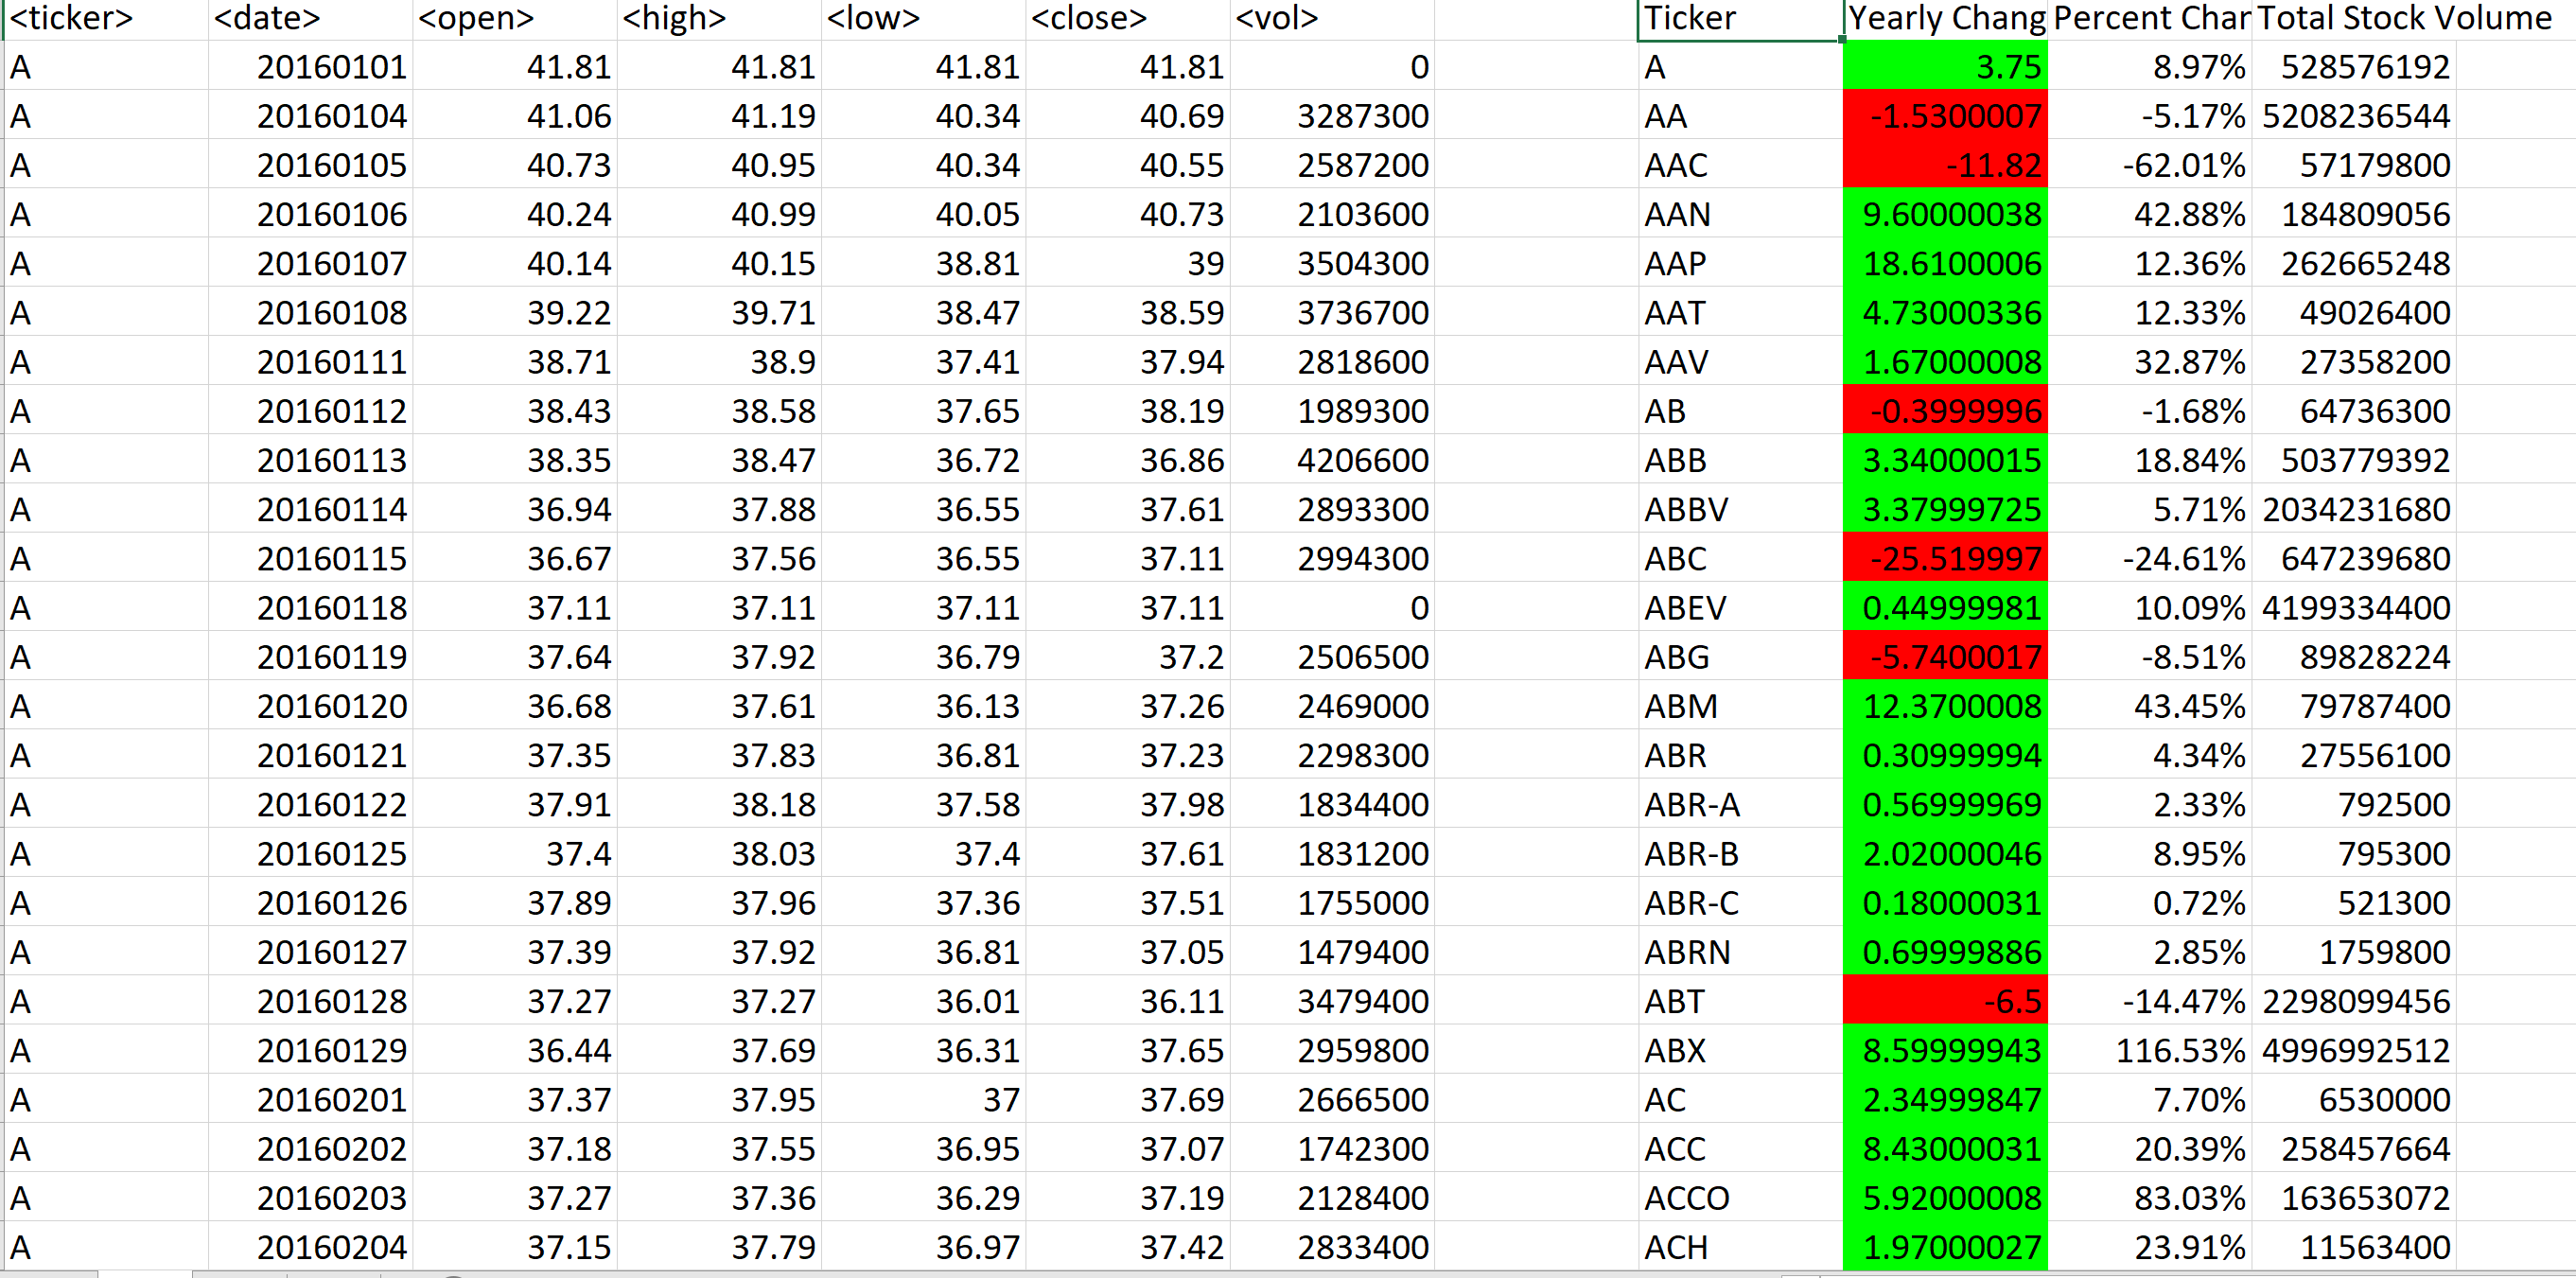 <ticker> <date> <open> <high> <low> <close> <vol> Ticker Yearly Chang Percent Char Total Stock Volume
A 20160101 41.81 41.81 41.81 41.81 0 A 3.75 8.97% 528576192
A 20160104 41.06 41.19 40.34 40.69 3287300 AA -1.5300007 -5.17% 5208236544
A 20160105 40.73 40.95 40.34 40.55 2587200 AAC -11.82 -62.01% 57179800
A 20160106 40.24 40.99 40.05 40.73 2103600 AAN 9.60000038 42.88% 184809056
A 20160107 40.14 40.15 38.81 39 3504300 AAP 18.6100006 12.36% 262665248
A 20160108 39.22 39.71 38.47 38.59 3736700 AAT 4.73000336 12.33% 49026400
A 20160111 38.71 38.9 37.41 37.94 2818600 AAV 1.67000008 32.87% 27358200
A 20160112 38.43 38.58 37.65 38.19 1989300 AB -0.3999996 -1.68% 64736300
A 20160113 38.35 38.47 36.72 36.86 4206600 ABB 3.34000015 18.84% 503779392
A 20160114 36.94 37.88 36.55 37.61 2893300 ABBV 3.37999725 5.71% 2034231680
A 20160115 36.67 37.56 36.55 37.11 2994300 ABC -25.519997 -24.61% 647239680
A 20160118 37.11 37.11 37.11 37.11 0 ABEV 0.44999981 10.09% 4199334400
A 20160119 37.64 37.92 36.79 37.2 2506500 ABG -5.7400017 -8.51% 89828224
A 20160120 36.68 37.61 36.13 37.26 2469000 ABM 12.3700008 43.45% 79787400
A 20160121 37.35 37.83 36.81 37.23 2298300 ABR 0.30999994 4.34% 27556100
A 20160122 37.91 38.18 37.58 37.98 1834400 ABR-A 0.56999969 2.33% 792500
A 20160125 37.4 38.03 37.4 37.61 1831200 ABR-B 2.02000046 8.95% 795300
A 20160126 37.89 37.96 37.36 37.51 1755000 ABR-C 0.18000031 0.72% 521300
A 20160127 37.39 37.92 36.81 37.05 1479400 ABRN 0.69999886 2.85% 1759800
A 20160128 37.27 37.27 36.01 36.11 3479400 ABT -6.5 -14.47% 2298099456
A 20160129 36.44 37.69 36.31 37.65 2959800 ABX 8.59999943 116.53% 4996992512
A 20160201 37.37 37.95 37 37.69 2666500 AC 2.34999847 7.70% 6530000
A 20160202 37.18 37.55 36.95 37.07 1742300 ACC 8.43000031 20.39% 258457664
A 20160203 37.27 37.36 36.29 37.19 2128400 ACCO 5.92000008 83.03% 163653072
A 20160204 37.15 37.79 36.97 37.42 2833400 ACH 1.97000027 23.91% 11563400